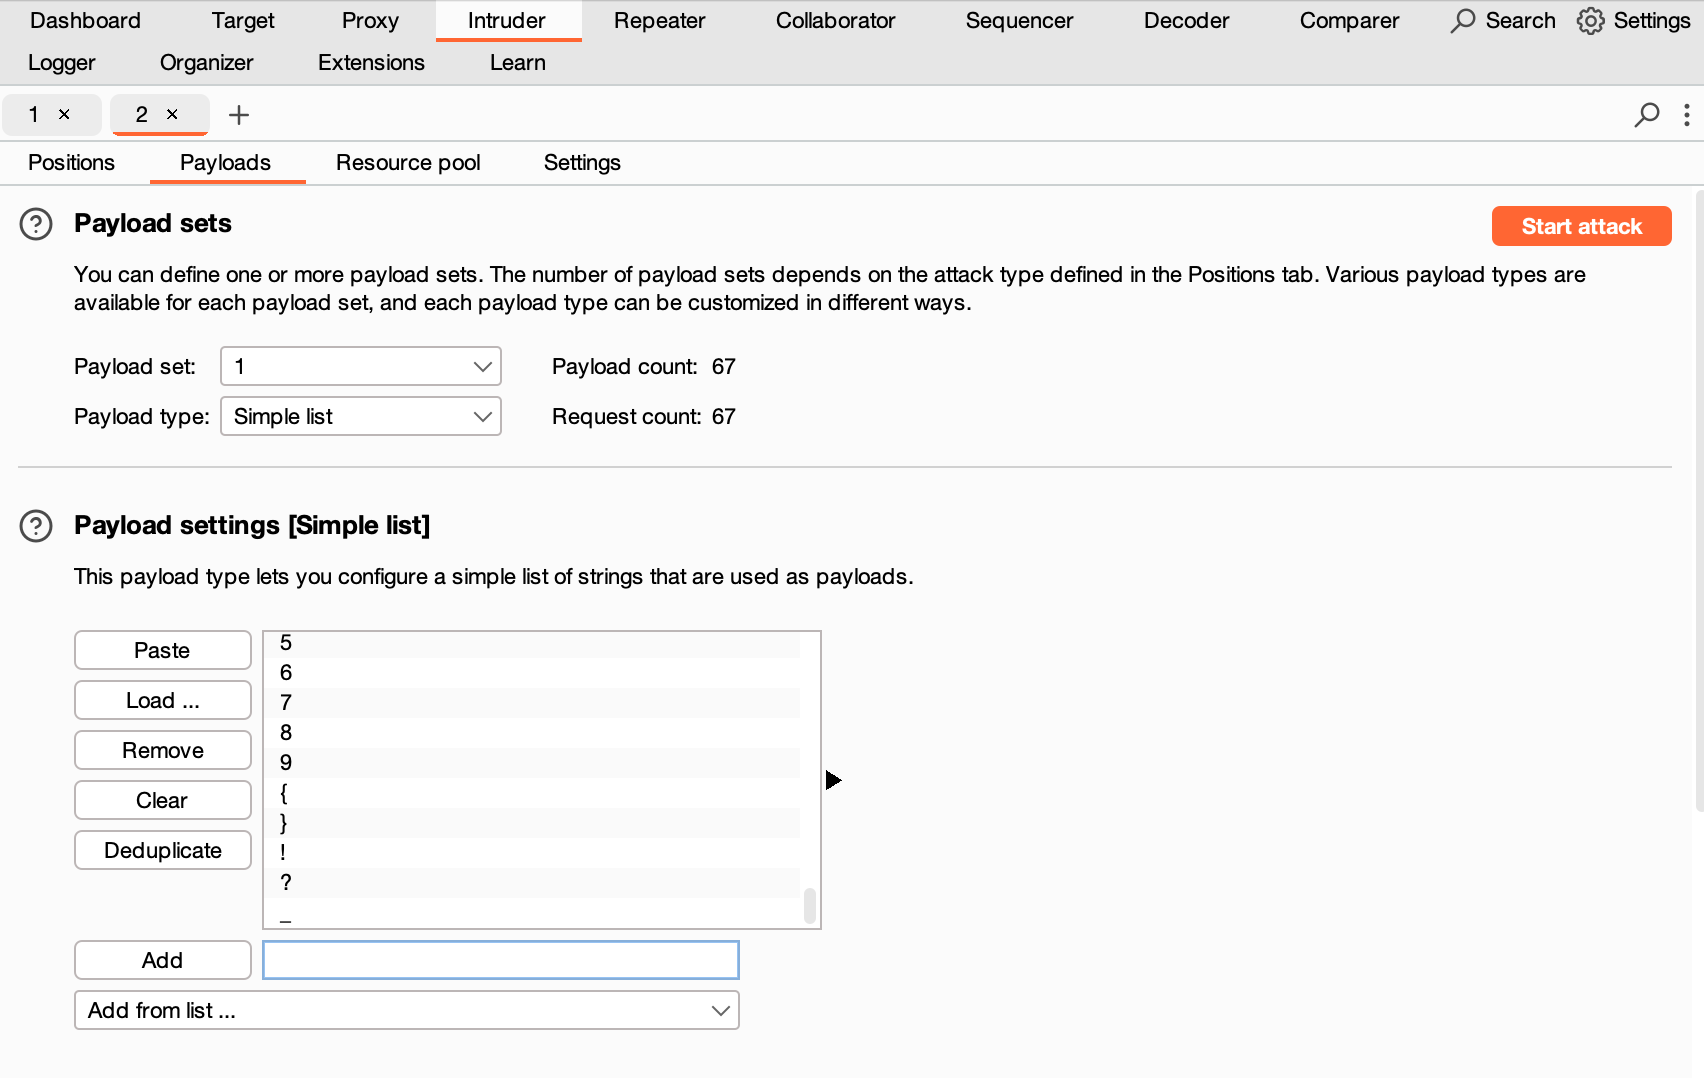 Dashboard Target Proxy Intruder Repeater Collaborator Sequencer Decoder Comparer Search Settings
Logger Organizer Extensions Learn
1 × 2 × +
Positions Payloads Resource pool Settings
? Payload sets
Start attack
You can define one or more payload sets. The number of payload sets depends on the attack type defined in the Positions tab. Various payload types are
available for each payload set, and each payload type can be customized in different ways.
Payload set: 1 Payload count: 67
Payload type: Simple list Request count: 67
? Payload settings [Simple list]
This payload type lets you configure a simple list of strings that are used as payloads.
Paste
Load ...
Remove
Clear
Deduplicate
5
6
7
8
9
{
}
!
?
_
Add
Add from list ...